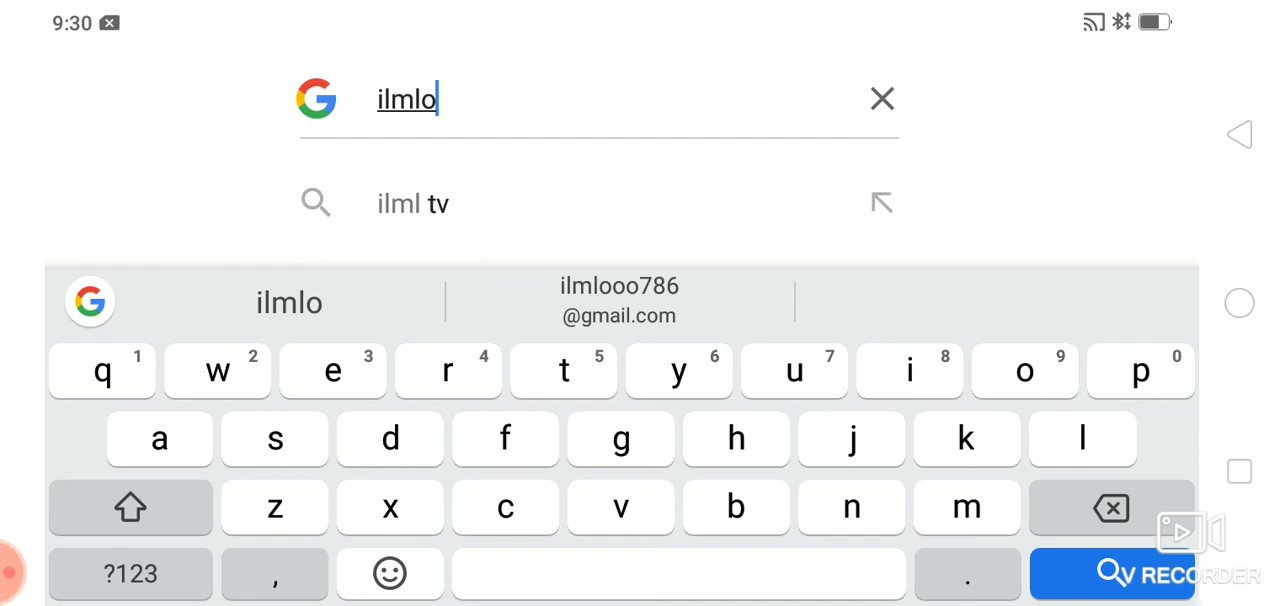 9:30
ilmlo
ilml tv
ilmlo
ilmlooo786
@gmail.com
q 1 w 2 e 3 r 4 t 5 y 6 u 7 i 8 o 9 p 0
a s d f g h j k l
z x c v b n m
?123 , .
V RECORDER